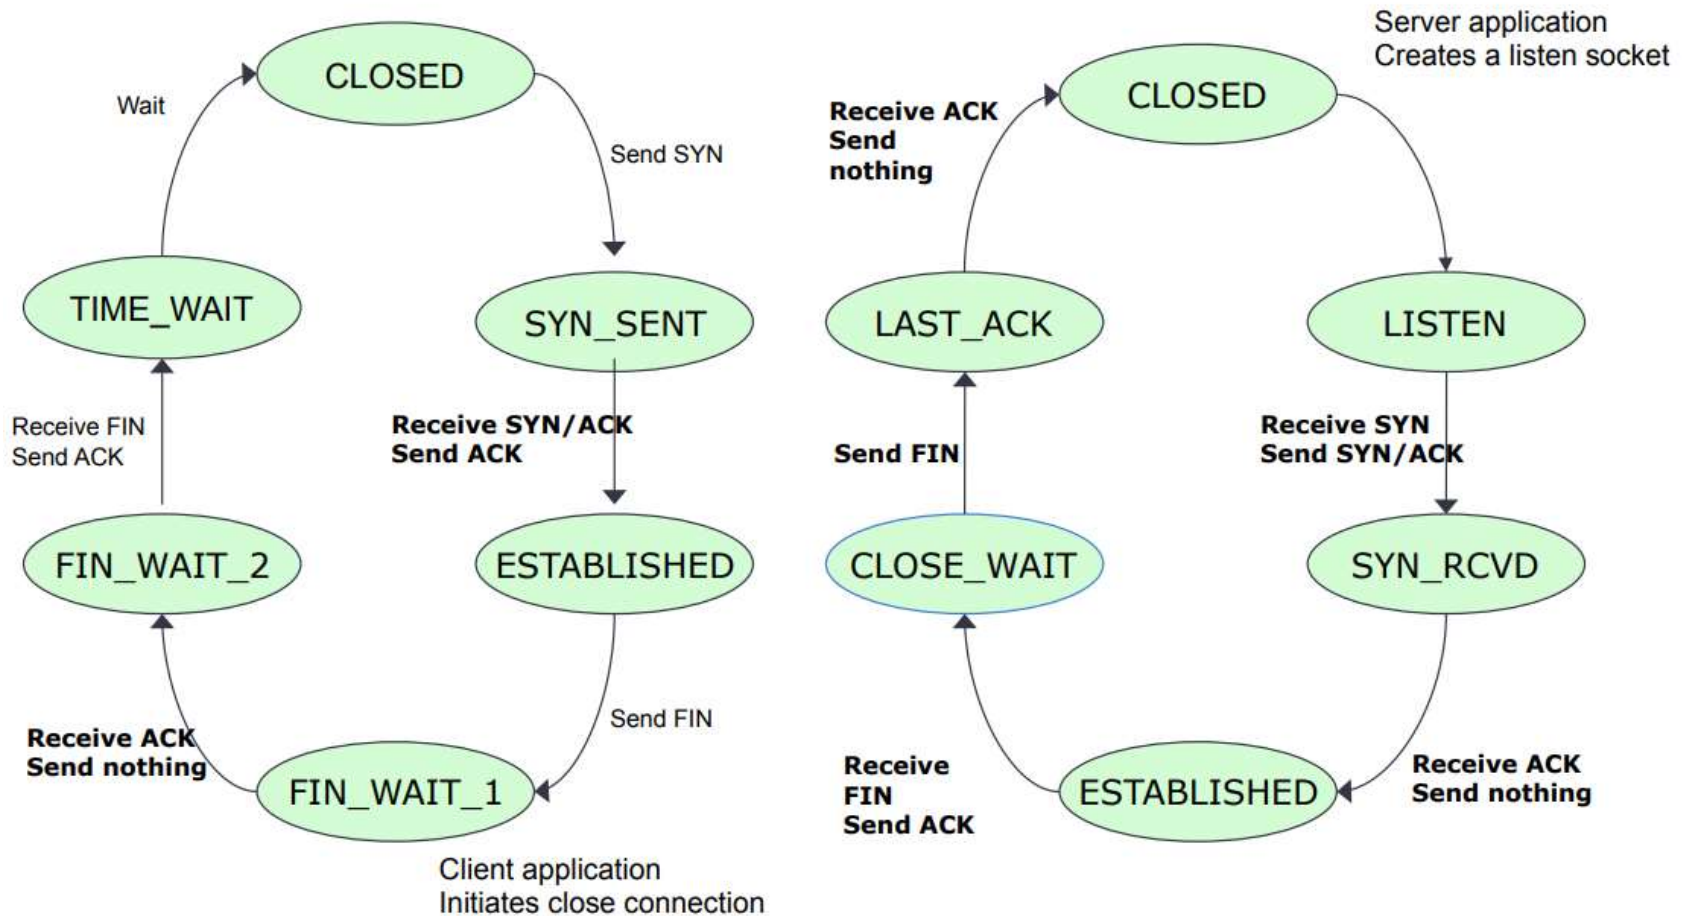 CLOSED
Wait
Send SYN
TIME_WAIT
SYN_SENT
Receive FIN
Send ACK
Receive SYN/ACK
Send ACK
FIN_WAIT_2
ESTABLISHED
Receive ACK
Send nothing
Send FIN
FIN_WAIT_1
Client application
Initiates close connection
Server application
Creates a listen socket
CLOSED
Receive ACK
Send
nothing
LAST_ACK
LISTEN
Send FIN
Receive SYN
Send SYN/ACK
CLOSE_WAIT
SYN_RCVD
Receive
FIN
Send ACK
ESTABLISHED
Receive ACK
Send nothing